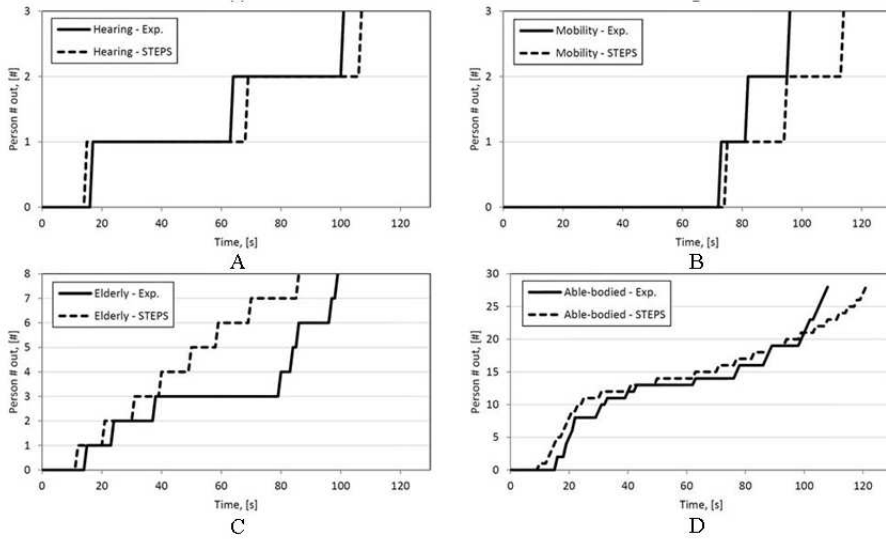 3
2
1
0
Person # out, [#]
Hearing - Exp.
Hearing - STEPS
0 20 40 60 80 100 120
Time, [s]
A
3
2
1
0
Person # out, [#]
Mobility - Exp.
Mobility - STEPS
0 20 40 60 80 100 120
Time, [s]
B
8
7
6
5
4
3
2
1
0
Person # out, [#]
Elderly - Exp.
Elderly - STEPS
0 20 40 60 80 100 120
Time, [s]
C
30
25
20
15
10
5
0
Person # out, [#]
Able-bodied - Exp.
Able-bodied - STEPS
0 20 40 60 80 100 120
Time, [s]
D